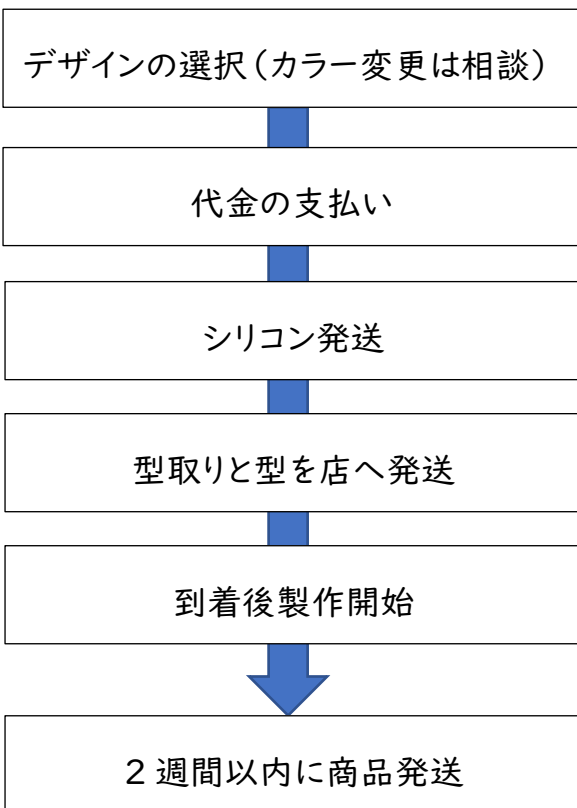 デザインの選択（カラー変更は相談）
代金の支払い
シリコン発送
型取りと型を店へ発送
到着後製作開始
２週間以内に商品発送